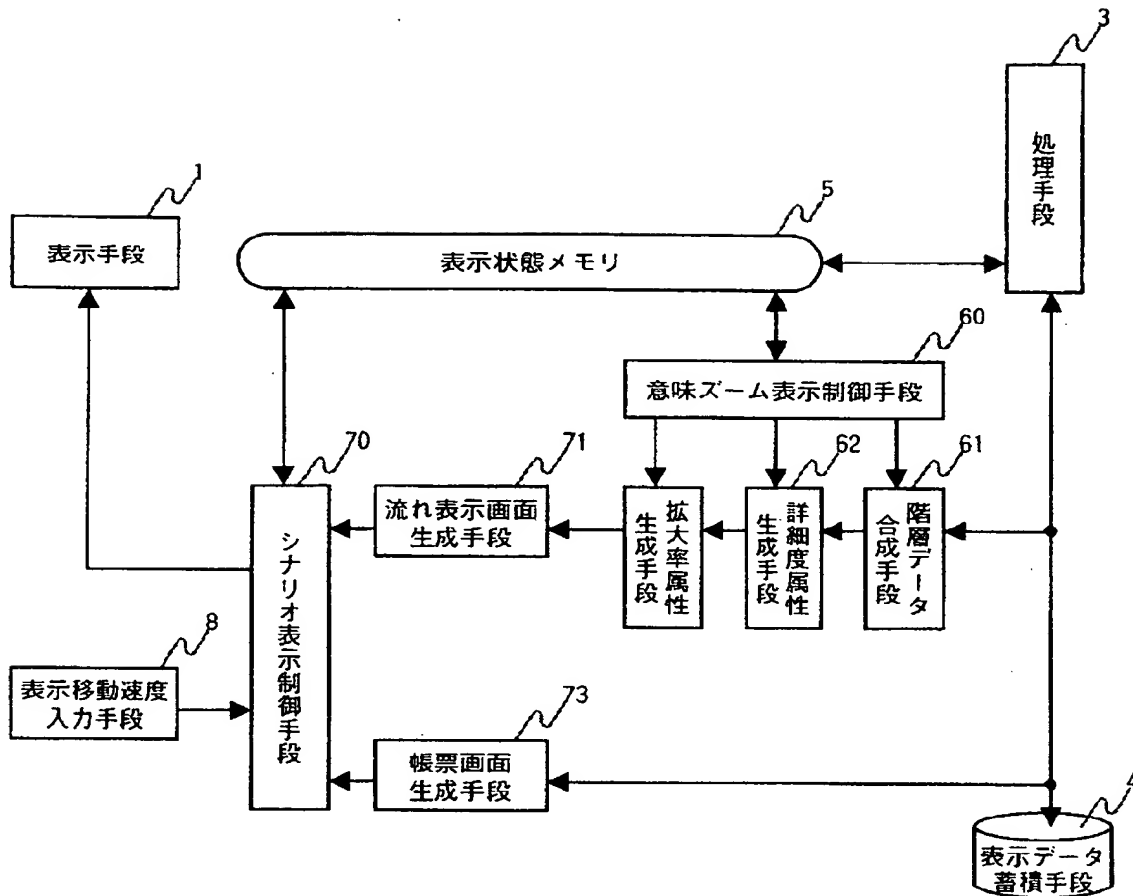 3
処理手段
1
表示手段
5
表示状態メモリ
60
意味ズーム表示制御手段
70
シナリオ表示制御手段
71
流れ表示画面
生成手段
拡大率属性
生成手段
62
詳細度属性
生成手段
61
階層データ
合成手段
8
表示移動速度
入力手段
73
帳票画面
生成手段
4
表示データ
蓄積手段